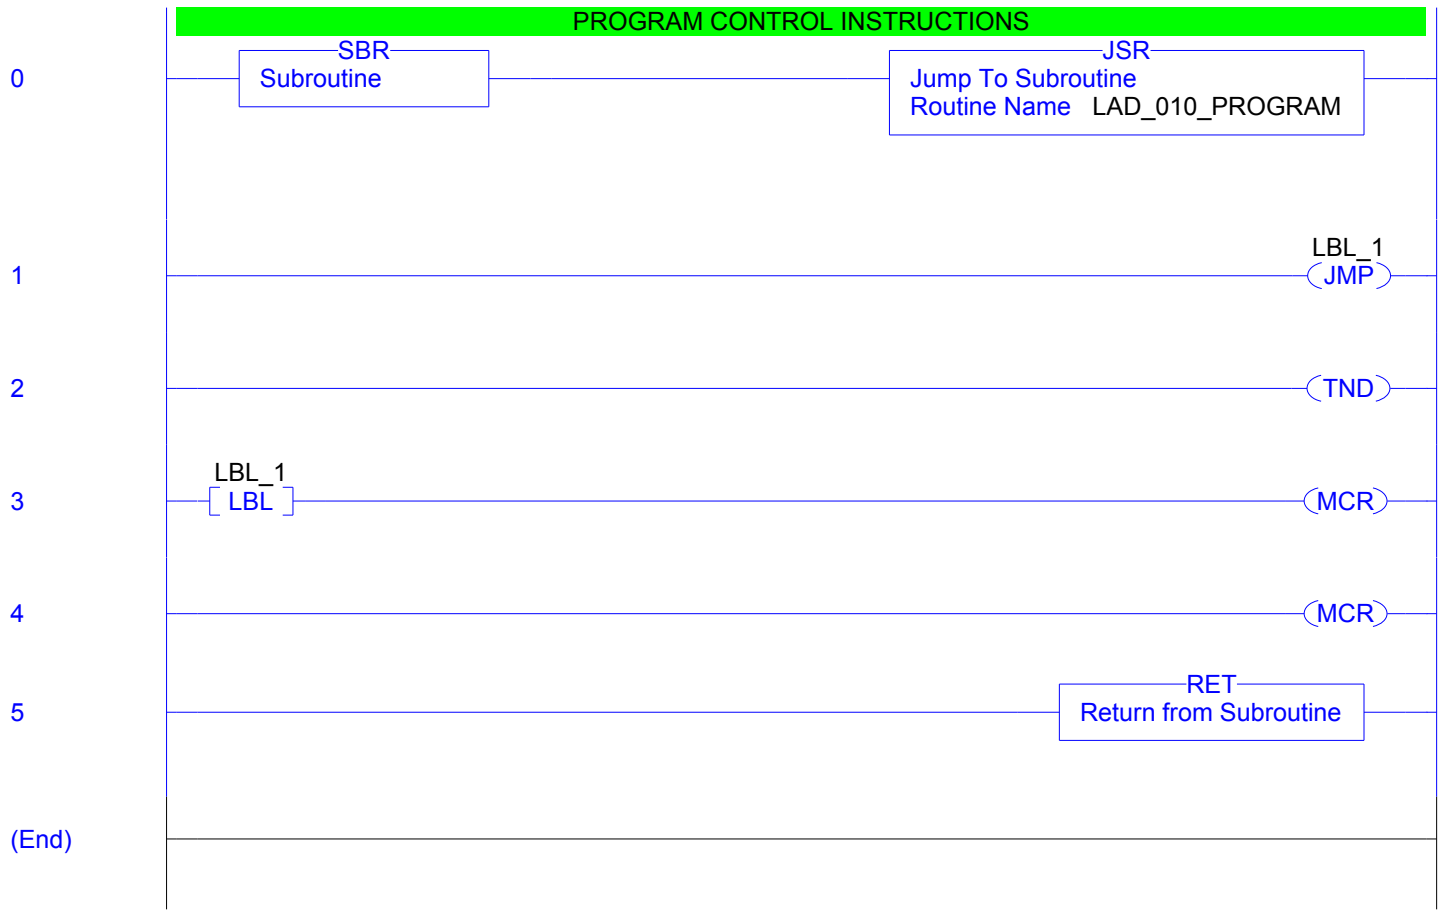 PROGRAM CONTROL INSTRUCTIONS
SBR
JSR
0
Subroutine
Jump To Subroutine
Routine Name LAD_010_PROGRAM
LBL_1
1
JMP
2
TND
LBL_1
3
LBL
MCR
4
MCR
RET
5
Return from Subroutine
(End)